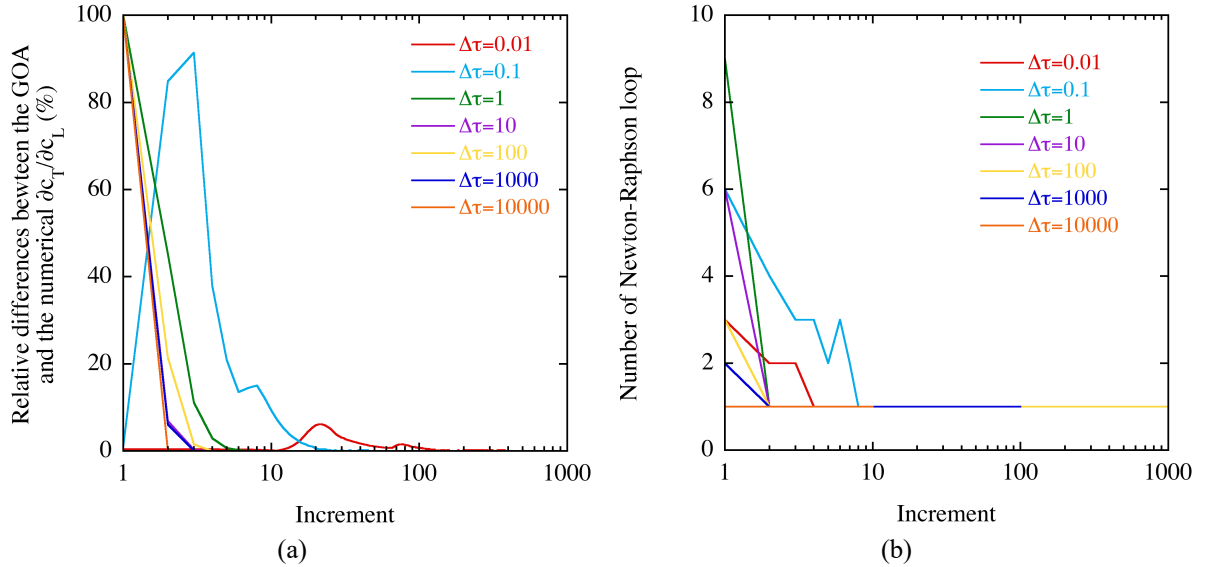 Relative differences bewteen the GOA
and the numerical ∂c_T/∂c_L (%)
100
80
60
40
20
0
1
10
100
1000
Increment
Δτ=0.01
Δτ=0.1
Δτ=1
Δτ=10
Δτ=100
Δτ=1000
Δτ=10000
(a)
Number of Newton-Raphson loop
10
8
6
4
2
0
1
10
100
1000
Increment
Δτ=0.01
Δτ=0.1
Δτ=1
Δτ=10
Δτ=100
Δτ=1000
Δτ=10000
(b)